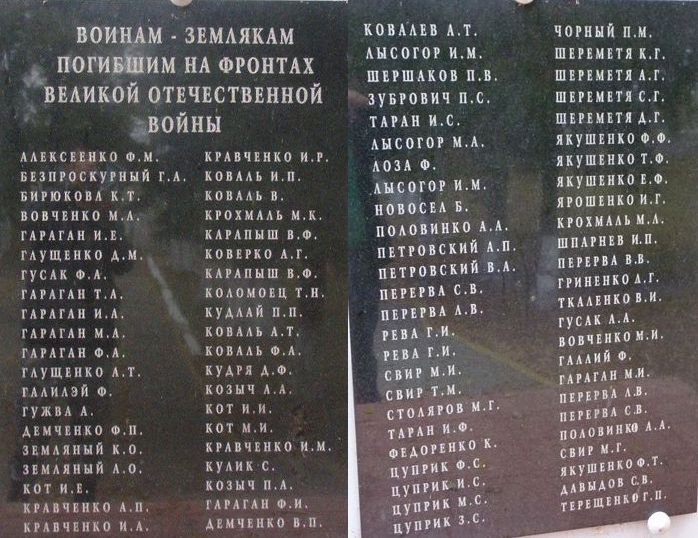 ВОИНАМ - ЗЕМЛЯКАМ
ПОГИБШИМ НА ФРОНТАХ
ВЕЛИКОЙ ОТЕЧЕСТВЕННОЙ
ВОЙНЫ
АЛЕКСЕЕНКО Ф.М.
БЕЗПРОСКУРНЫЙ Г.А.
БИРЮКОВА К.Т.
ВОВЧЕНКО М.А.
ГАРАГАН И.Е.
ГЛУЩЕНКО Д.М.
ГУСАК Ф.А.
ГАРАГАН Т.А.
ГАРАГАН И.А.
ГАРАГАН М.А.
ГАРАГАН Ф.А.
ГЛУЩЕНКО А.Т.
ГАЛИЛЭЙ Ф.
ГУЖВА А.
ДЕМЧЕНКО Ф.П.
ЗЕМЛЯНЫЙ К.О.
ЗЕМЛЯНЫЙ Л.О.
КОТ И.Е.
КРАВЧЕНКО А.П.
КРАВЧЕНКО И.А.
КРАВЧЕНКО И.Р.
КОВАЛЬ И.П.
КОВАЛЬ В.
КРОХМАЛЬ М.К.
КАРАПЫШ В.Ф.
КОВЕРКО А.Г.
КАРАПЫШ В.Ф.
КОЛОМОЕЦ Т.Н.
КУДЛАЙ П.П.
КОВАЛЬ А.Т.
КОВАЛЬ Ф.А.
КУДРЯ Д.Ф.
КОЗЫЧ А.А.
КОТ И.И.
КОТ М.И.
КРАВЧЕНКО И.М.
КУЛИК С.
КОЗЫЧ П.А.
ГАРАГАН Ф.И.
ДЕМЧЕНКО В.П.
КОВАЛЕВ А.Т.
ЛЫСОГОР И.М.
ШЕРШАКОВ П.В.
ЗУБРОВИЧ П.С.
ТАРАН И.С.
ЛЫСОГОР М.А.
ЛОЗА Ф.
ЛЫСОГОР И.М.
НОВОСЕЛ Б.
ПОЛОВИНКО А.А.
ПЕТРОВСКИЙ А.П.
ПЕТРОВСКИЙ В.А.
ПЕРЕРВА С.В.
ПЕРЕРВА Л.В.
РЕВА Г.И.
РЕВА Г.И.
СВИР М.И.
СВИР Т.М.
СТОЛЯРОВ М.Г.
ТАРАН И.Ф.
ФЕДОРЕНКО К.
ЦУПРИК Ф.С.
ЦУПРИК И.С.
ЦУПРИК М.С.
ЦУПРИК З.С.
ЧОРНЫЙ П.М.
ШЕРЕМЕТЯ К.Г.
ШЕРЕМЕТЯ А.Г.
ШЕРЕМЕТЯ С.Г.
ШЕРЕМЕТЯ Д.Г.
ЯКУШЕНКО Ф.Ф.
ЯКУШЕНКО Т.Ф.
ЯКУШЕНКО Е.Ф.
ЯРОШЕНКО И.Г.
КРОХМАЛЬ М.Л.
ШПАРНЕВ И.П.
ПЕРЕРВА В.В.
ГРИНЕНКО Л.Г.
ТКАЛЕНКО В.И.
ГУСАК А.А.
ВОВЧЕНКО М.И.
ГАЛЛИЙ Ф.
ГАРАГАН М.И.
ПЕРЕРВА Л.В.
ПЕРЕРВА С.В.
ПОЛОВИНКО А.А.
СВИР М.Г.
ЯКУШЕНКО Ф.Т.
ДАВЫДОВ С.В.
ТЕРЕЩЕНКО Г.П.